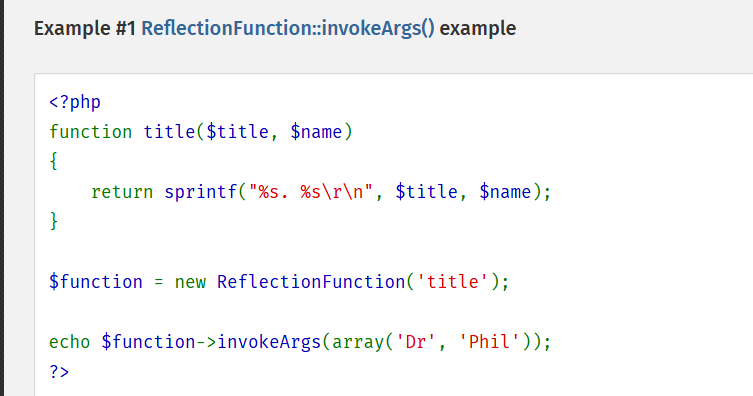 Example #1 ReflectionFunction::invokeArgs() example
<?php
function title($title, $name)
{
    return sprintf("%s. %s\r\n", $title, $name);
}
$function = new ReflectionFunction('title');
echo $function->invokeArgs(array('Dr', 'Phil'));
?>